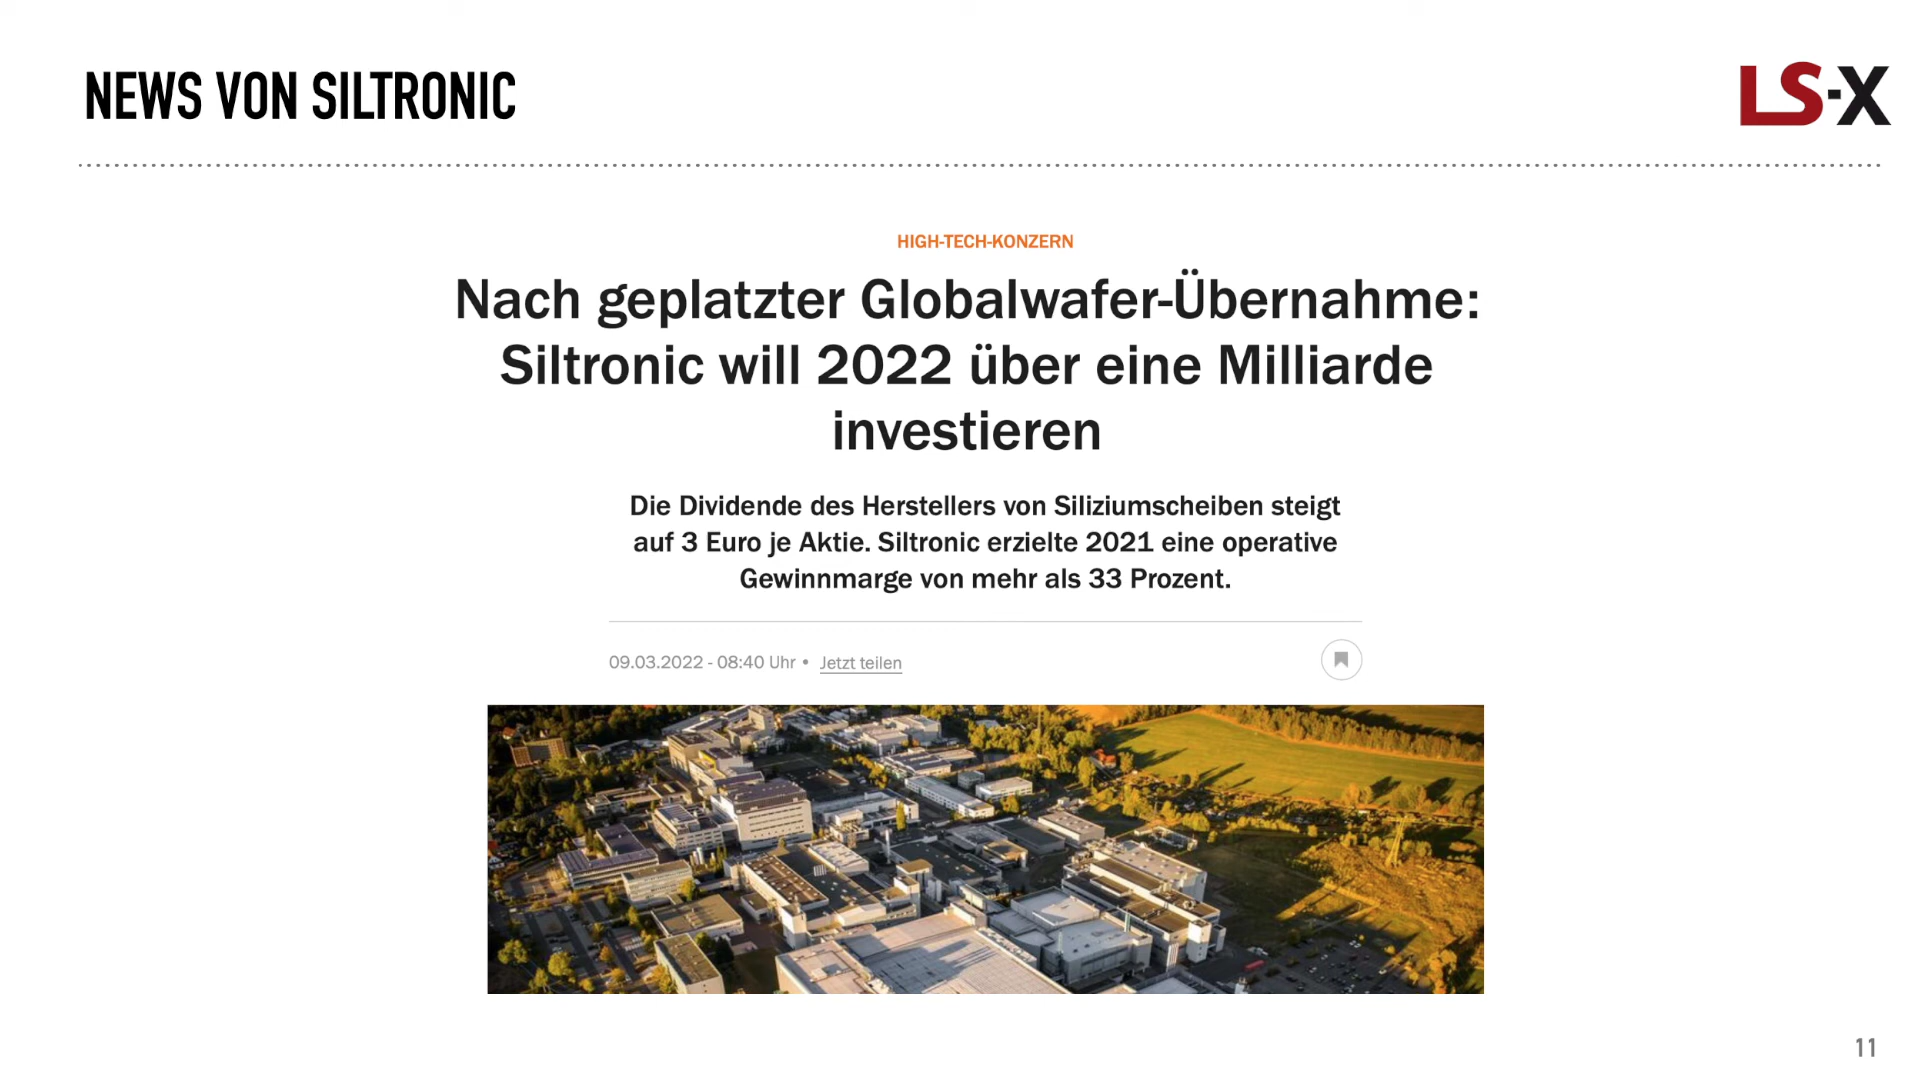 NEWS VON SILTRONIC
LS-X
HIGH-TECH-KONZERN
Nach geplatzter Globalwafer-Übernahme:
Siltronic will 2022 über eine Milliarde
investieren
Die Dividende des Herstellers von Siliziumscheiben steigt
auf 3 Euro je Aktie. Siltronic erzielte 2021 eine operative
Gewinnmarge von mehr als 33 Prozent.
09.03.2022 - 08:40 Uhr • Jetzt teilen
11